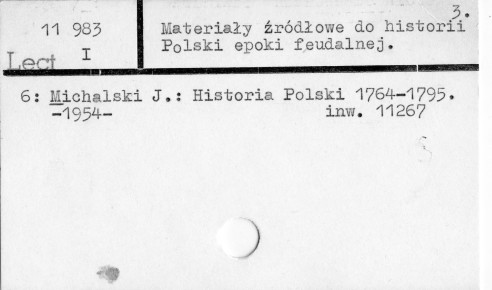 3.
11 983
Materiały źródłowe do historii
Lect I
Polski epoki feudalnej.
6: Michalski J.: Historia Polski 1764-1795.
-1954- inw. 11267